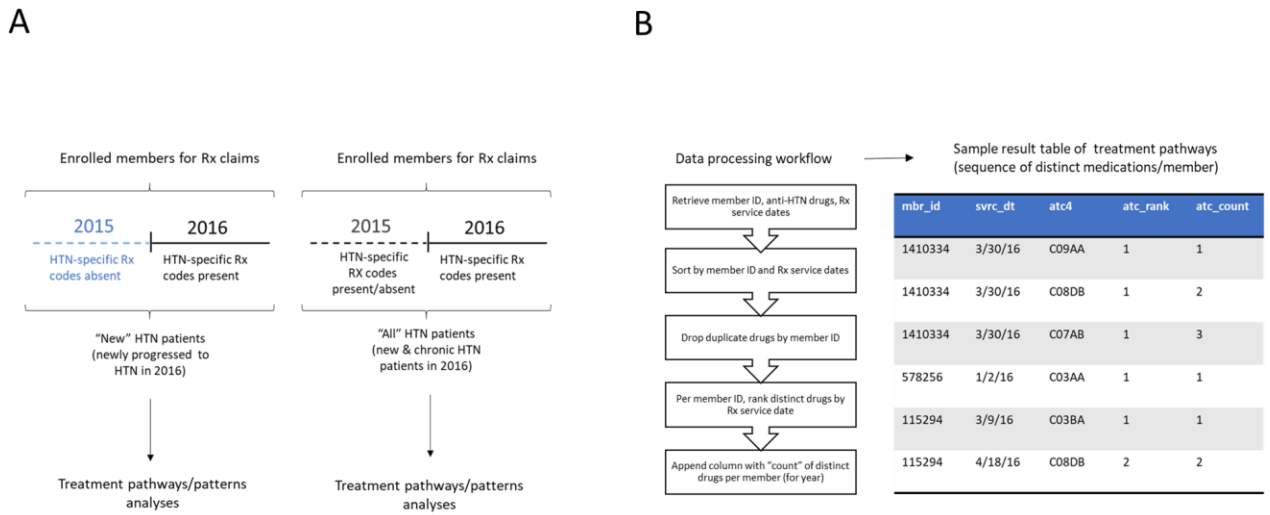 A
Enrolled members for Rx claims
2015
2016
HTN-specific Rx
codes absent
HTN-specific Rx
codes present
“New” HTN patients
(newly progressed to
HTN in 2016)
Treatment pathways/patterns
analyses
Enrolled members for Rx claims
2015
2016
HTN-specific
RX codes
present/absent
HTN-specific Rx
codes present
“All” HTN patients
(new & chronic HTN
patients in 2016)
Treatment pathways/patterns
analyses
B
Data processing workflow
Retrieve member ID, anti-HTN drugs, Rx
service dates
Sort by member ID and Rx service dates
Drop duplicate drugs by member ID
Per member ID, rank distinct drugs by
Rx service date
Append column with “count” of distinct
drugs per member (for year)
Sample result table of treatment pathways
(sequence of distinct medications/member)
mbr_id svrc_dt atc4 atc_rank atc_count
1410334 3/30/16 C09AA 1 1
1410334 3/30/16 C08DB 1 2
1410334 3/30/16 C07AB 1 3
578256 1/2/16 C03AA 1 1
115294 3/9/16 C03BA 1 1
115294 4/18/16 C08DB 2 2